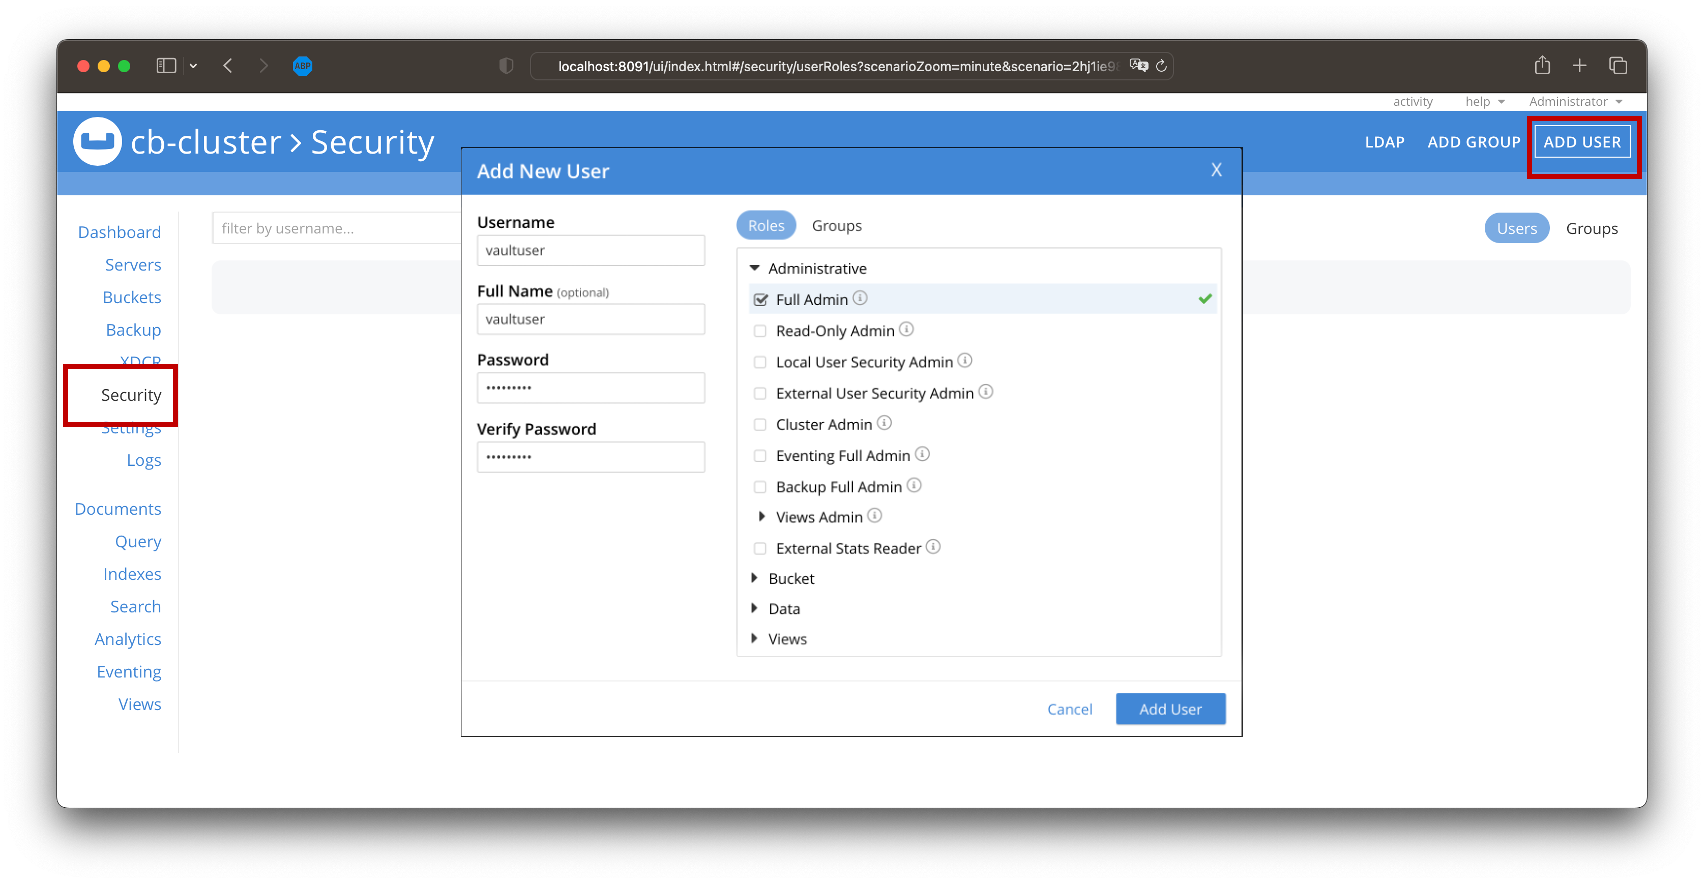 ABP
localhost:8091/ui/index.html#/security/userRoles?scenarioZoom=minute&scenario=2hj1ie9
activity help Administrator
cb-cluster > Security
LDAP ADD GROUP ADD USER
Add New User X
Dashboard
Servers
Buckets
Backup
XDCR
Security
Settings
Logs
Documents
Query
Indexes
Search
Analytics
Eventing
Views
filter by username...
Users Groups
Username
vaultuser
Full Name (optional)
vaultuser
Password
•••••••••
Verify Password
•••••••••
Roles Groups
Administrative
Full Admin
Read-Only Admin
Local User Security Admin
External User Security Admin
Cluster Admin
Eventing Full Admin
Backup Full Admin
Views Admin
External Stats Reader
Bucket
Data
Views
Cancel Add User